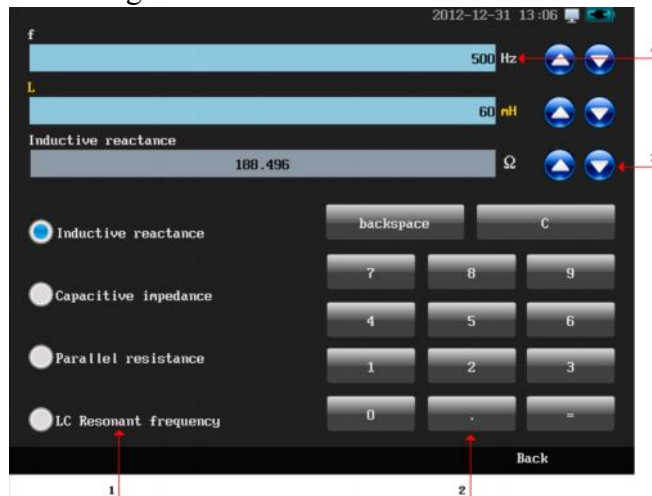 2012-12-31 13:06
f
500 Hz
L
60 mH
Inductive reactance
188.496 Ω
Inductive reactance
backspace C
7 8 9
Capacitive impedance
4 5 6
Parallel resistance
1 2 3
LC Resonant frequency
0 . =
Back
1 2